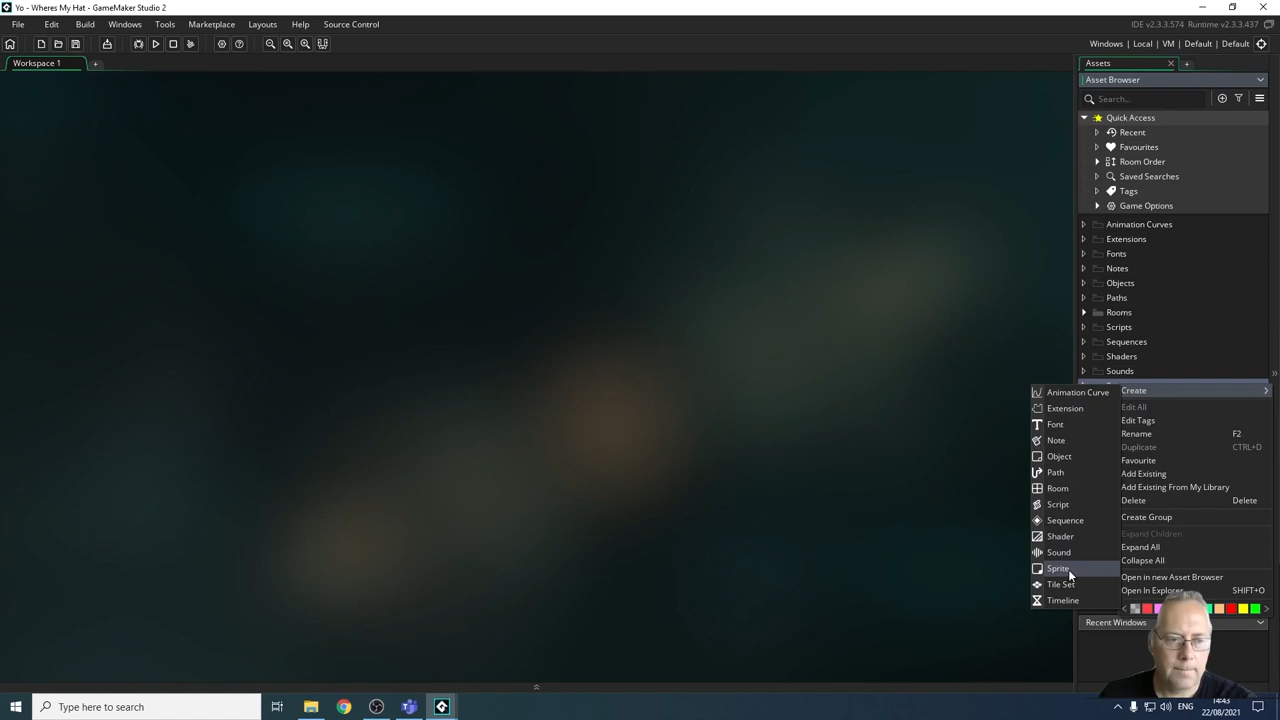 Yo - Wheres My Hat - GameMaker Studio 2
File Edit Build Windows Tools Marketplace Layouts Help Source Control
IDE v2.3.3.574 Runtime v2.3.3.437
Windows | Local | VM | Default | Default
Workspace 1
Assets
Asset Browser
Search...
Quick Access
Recent
Favourites
Room Order
Saved Searches
Tags
Game Options
Animation Curves
Extensions
Fonts
Notes
Objects
Paths
Rooms
Scripts
Sequences
Shaders
Sounds
Create
Edit All
Edit Tags
Rename F2
Duplicate CTRL+D
Favourite
Add Existing
Add Existing From My Library
Delete Delete
Create Group
Expand Children
Expand All
Collapse All
Open in new Asset Browser
Open In Explorer SHIFT+O
Animation Curve
Extension
Font
Note
Object
Path
Room
Script
Sequence
Shader
Sound
Sprite
Tile Set
Timeline
Recent Windows
Type here to search
ENG
14:43
22/08/2021